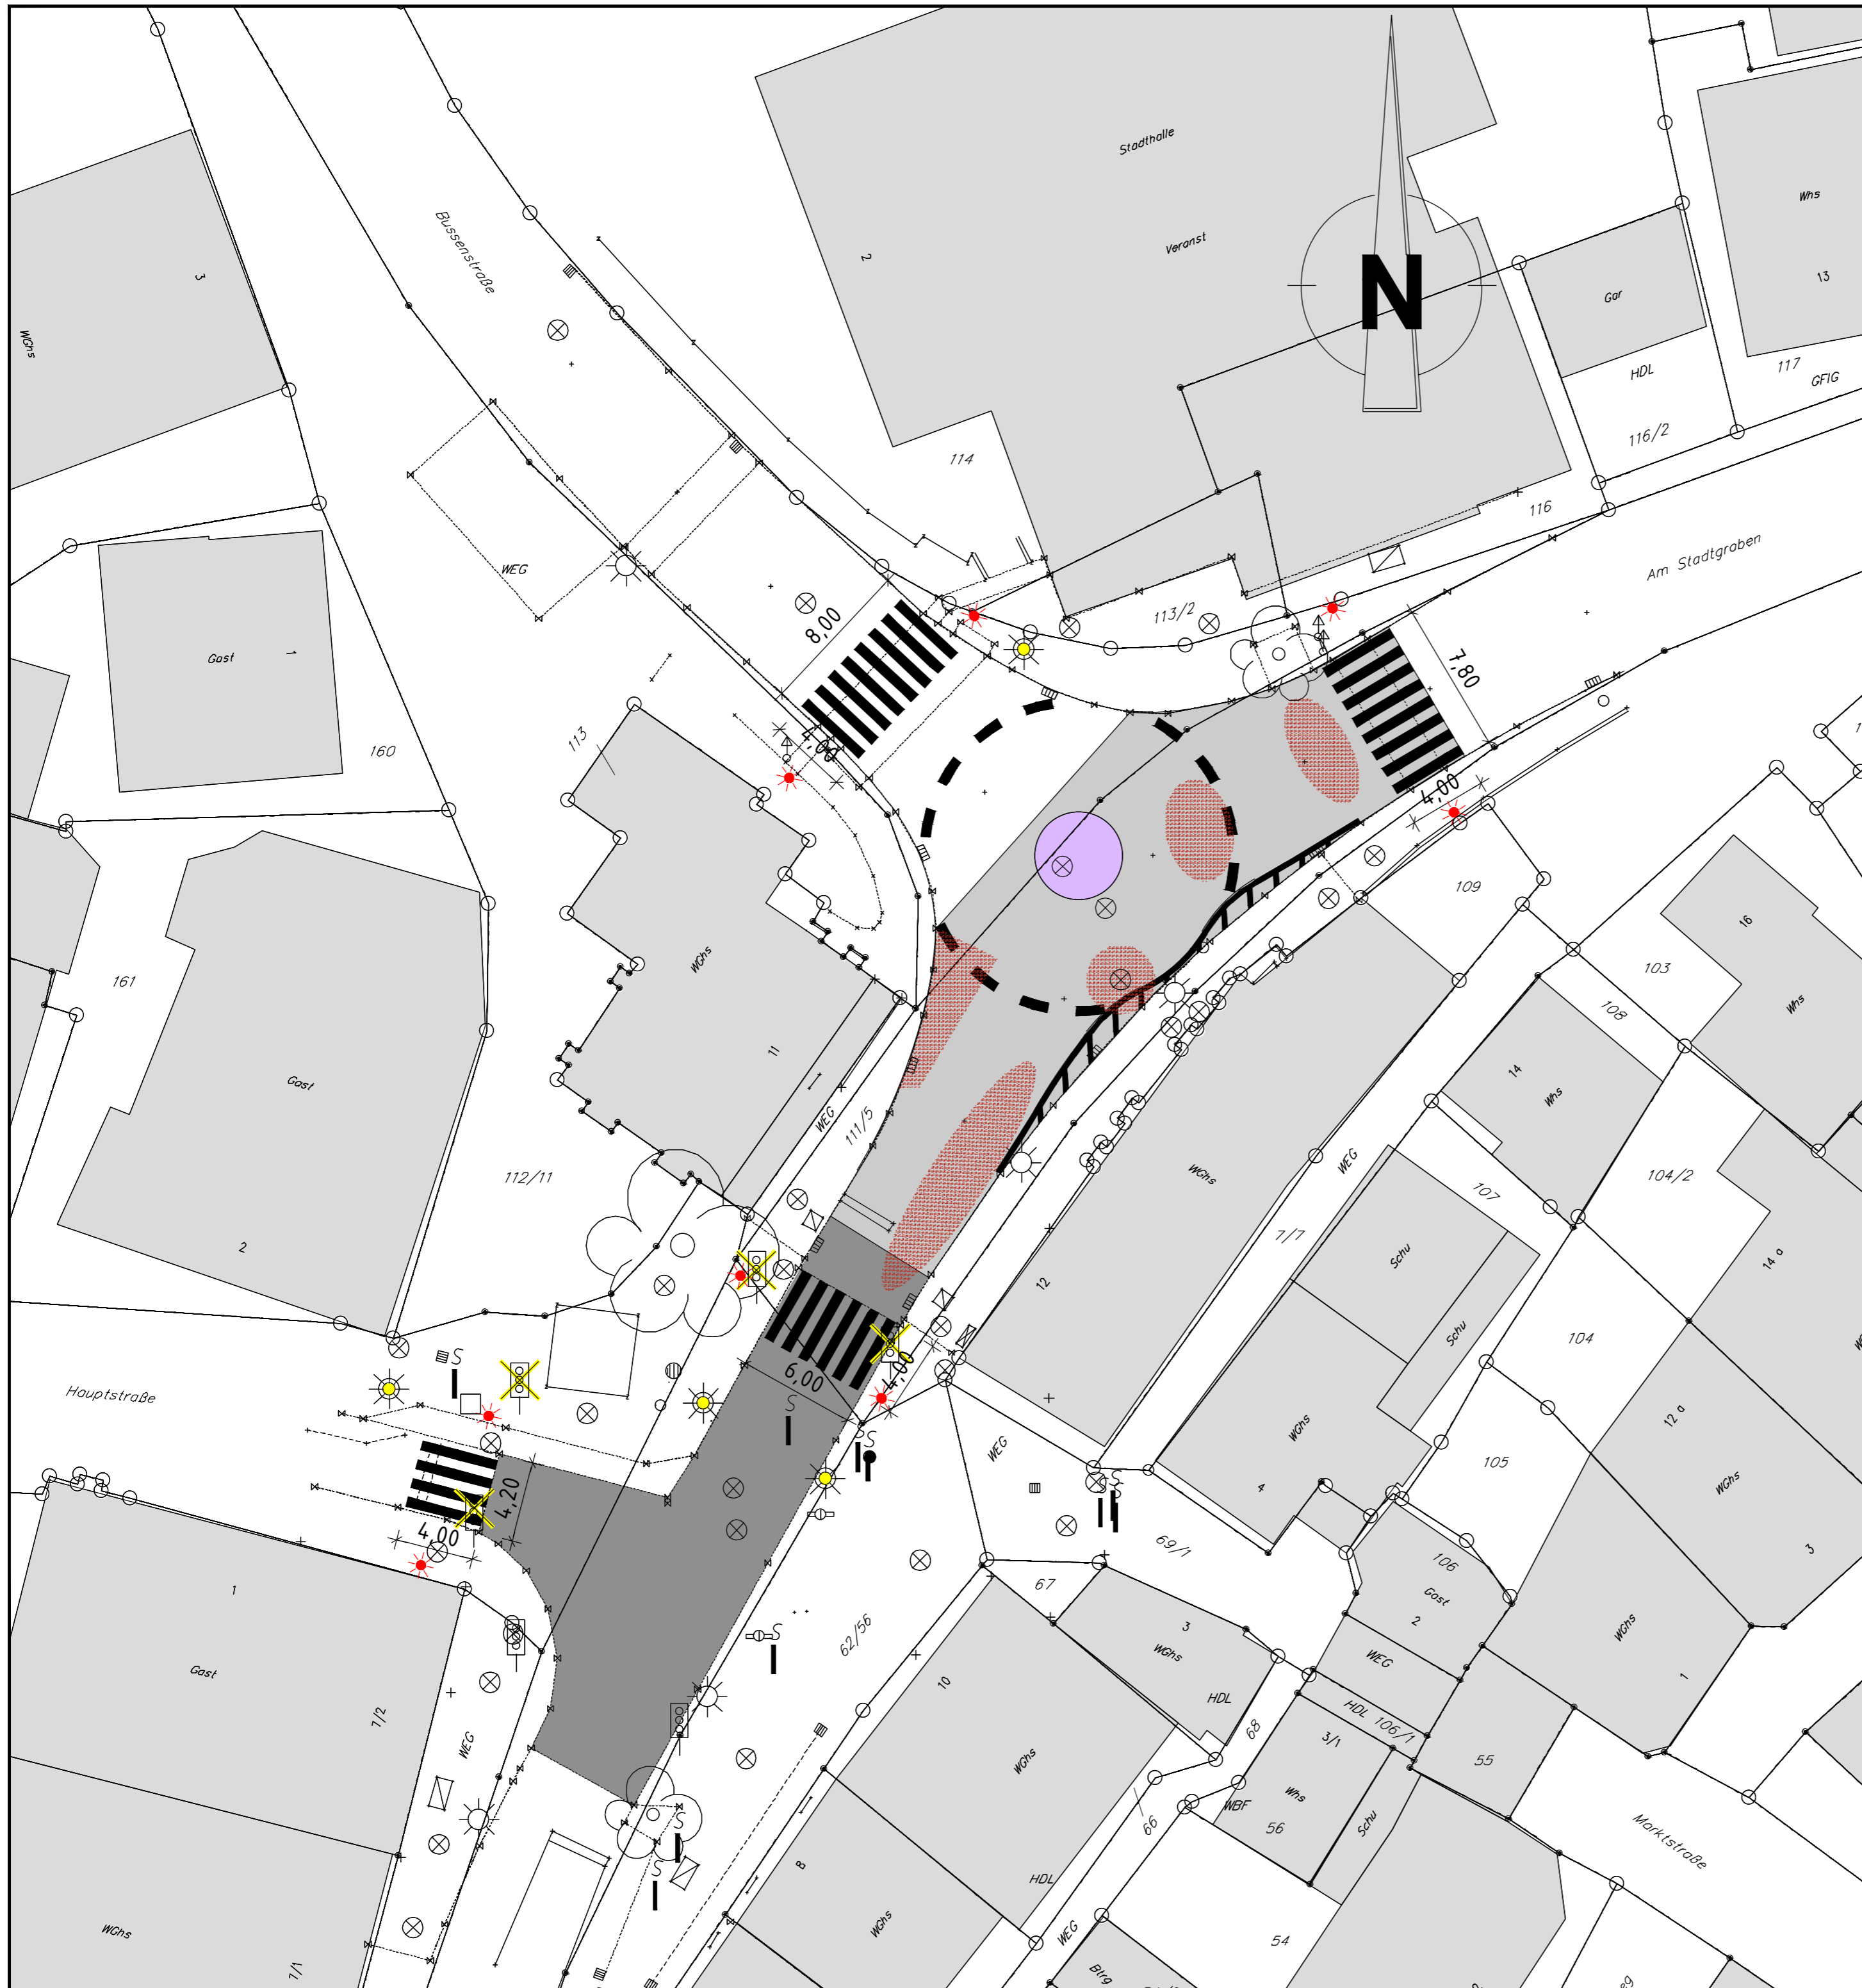 Stadthalle
Veranst
2
Whs
13
Gar
N
Bussenstraße
3
WGhs
HDL
117
GFIG
116/2
114
116
Am Stadtgraben
WEG
113/2
8,00
7,80
Gast
1
160
113
4,00
4,00
109
16
103
Whs
108
WGhs
161
11
14
Whs
Gast
WEG
111/5
WGhs
WEG
104/2
107
112/11
7/7
Schu
14 a
2
12
Schu
104
6,00
4,00
Hauptstraße
S
S
S
S
WEG
WGhs
12 a
105
WGhs
4,20
4
S
S
4,00
69/1
106
3
67
Gast
2
1
62/56
3
WGhs
WGhs
S
WEG
Gast
10
HDL
HDL 106/1
1
7/2
68
3/1
55
WEG
WGhs
Whs
WBF
56
Schu
66
S
Marktstraße
8
S
HDL
WGhs
WEG
54
WGhs
7/1
Btrg